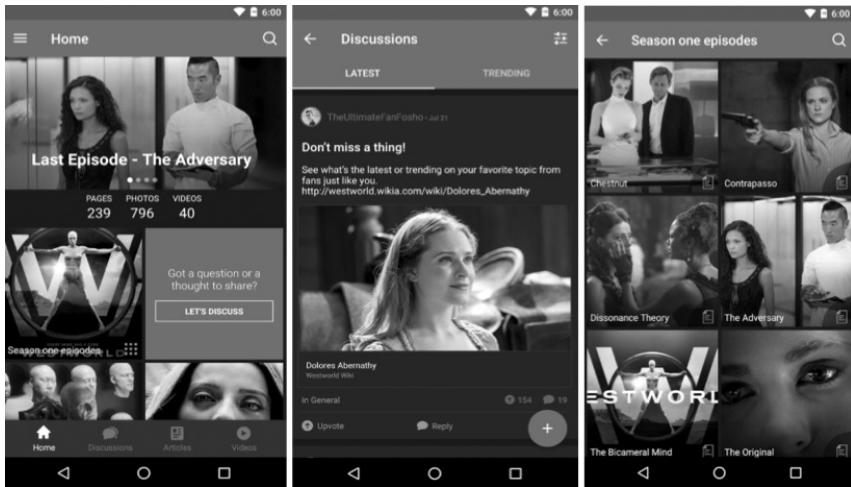 6:00
Home
Last Episode - The Adversary
PAGES PHOTOS VIDEOS
239 796 40
Got a question or a
thought to share?
LET'S DISCUSS
Season one episodes
WESTWORLD
Home Discussions Articles Videos
6:00
Discussions
LATEST TRENDING
TheUltimateFanFosho • Jul 21
Don't miss a thing!
See what's the latest or trending on your favorite topic from
fans just like you.
http://westworld.wikia.com/wiki/Dolores_Abernathy
Dolores Abernathy
Westworld Wiki
in General 154 19
Upvote Reply
6:00
Season one episodes
Chestnut Contrapasso
Dissonance Theory The Adversary
ESTWORL
The Bicameral Mind The Original